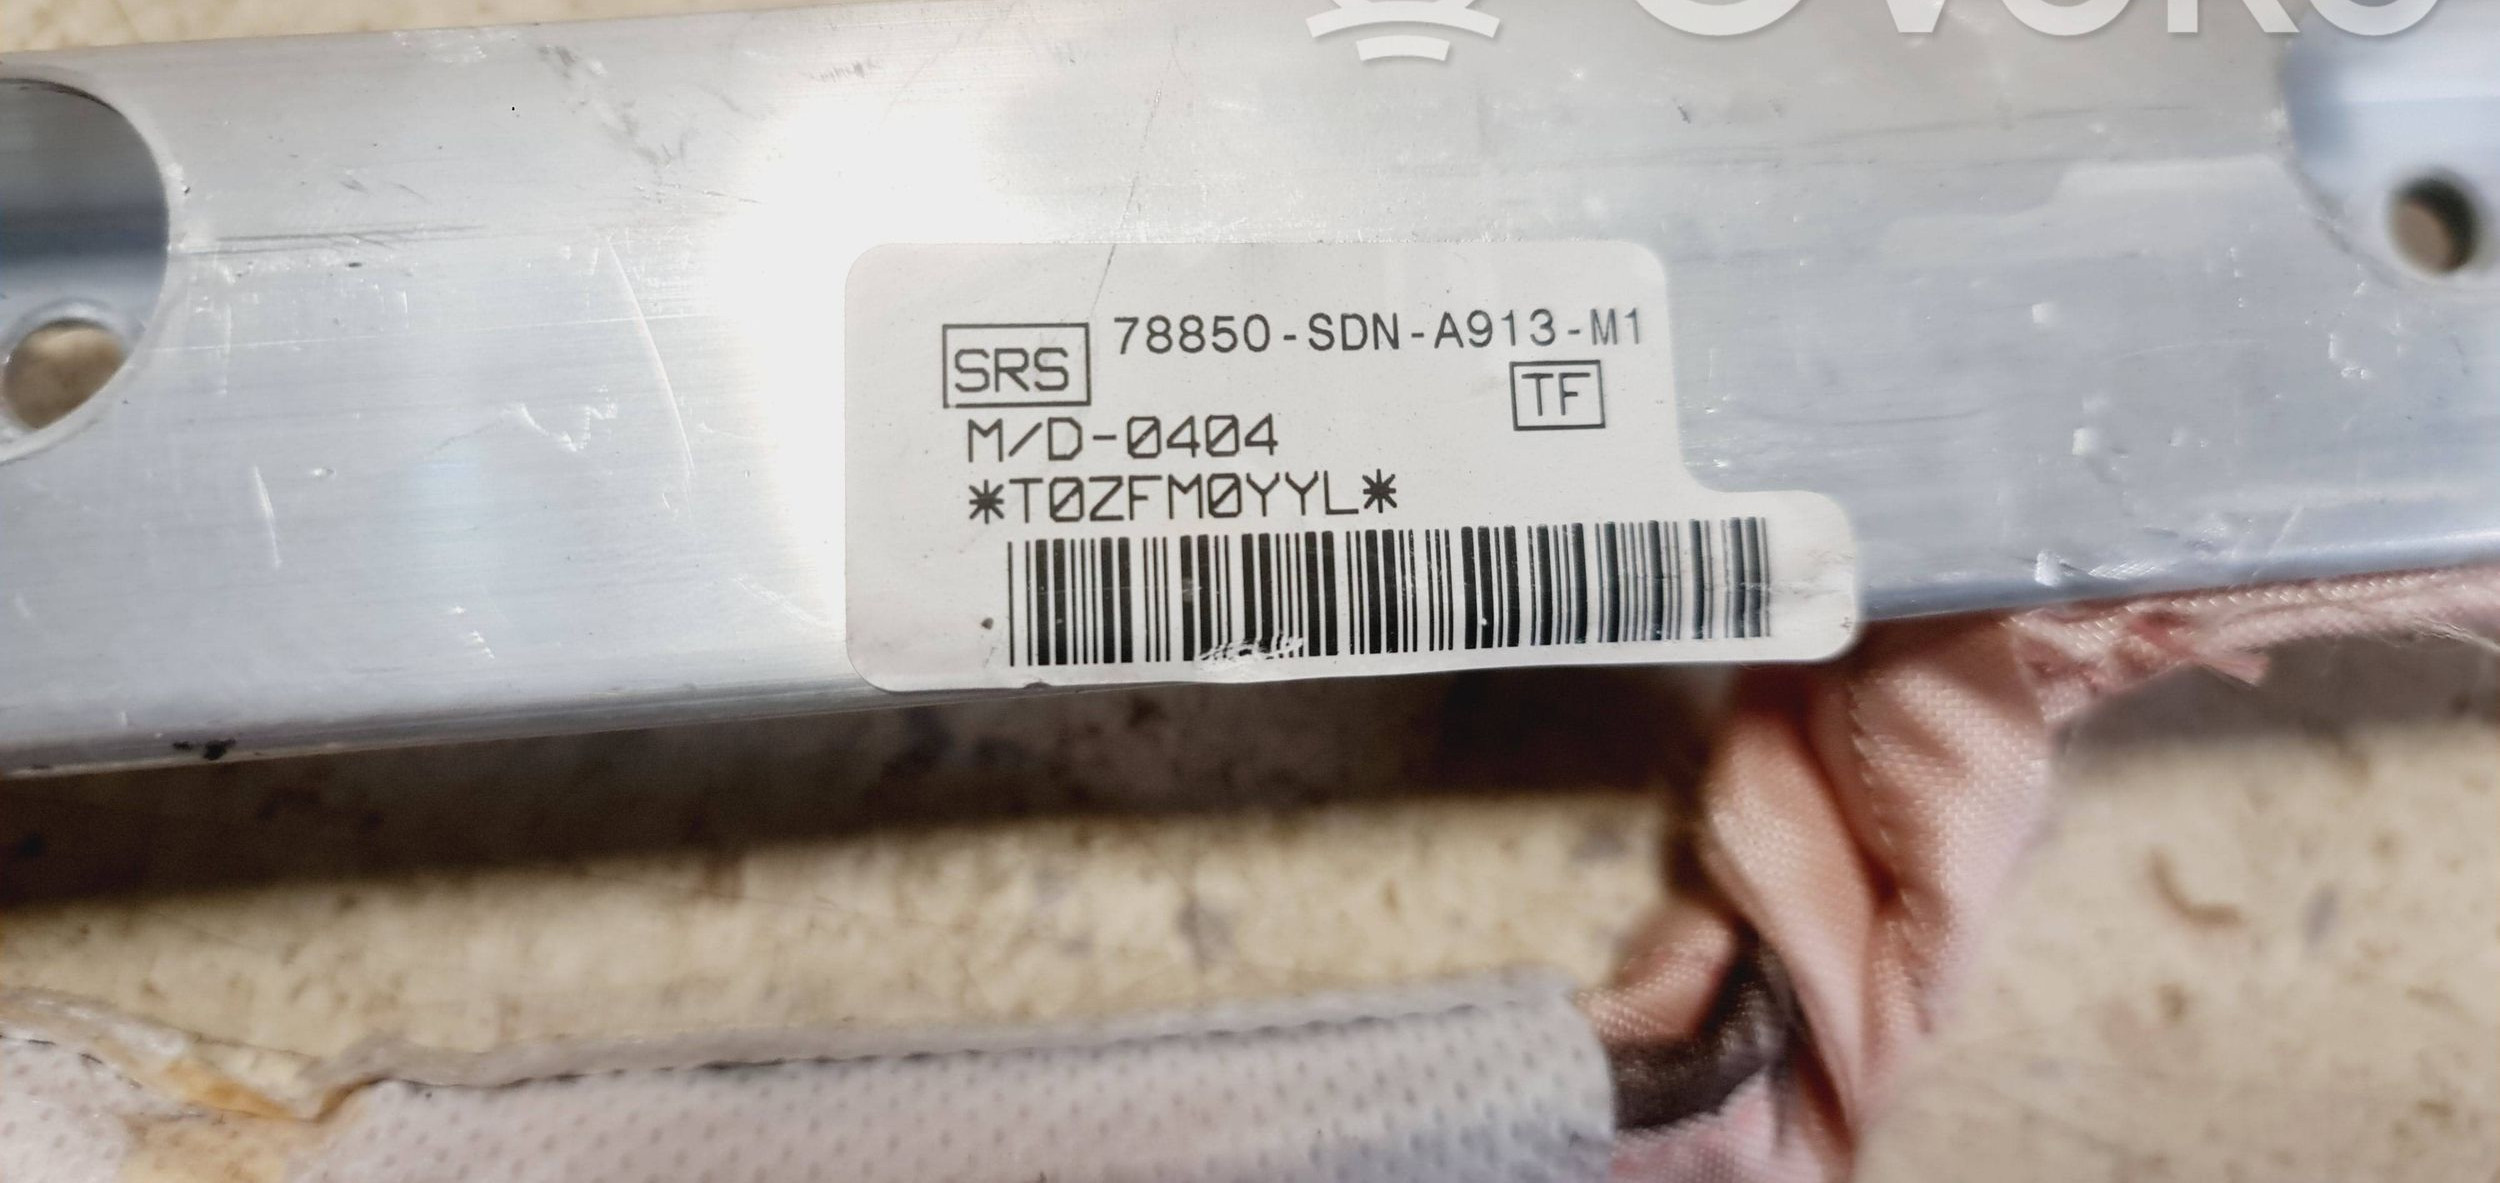 SRS 78850-SDN-A913-M1
TF
M/D-0404
*T0ZFM0YYL*